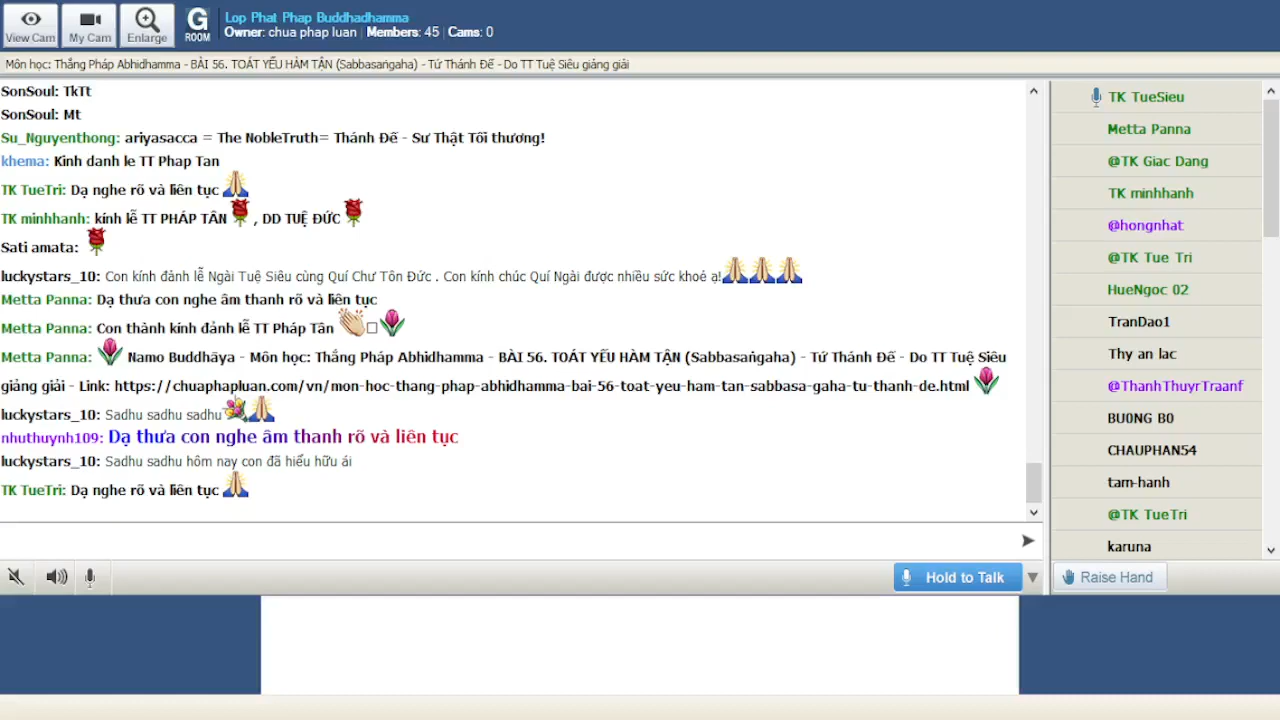 View Cam
My Cam
Enlarge
G
ROOM
Lop Phat Phap Buddhadhamma
Owner: chua phap luan | Members: 45 | Cams: 0
Môn học: Thắng Pháp Abhidhamma - BÀI 56. TOÁT YẾU HÀM TẬN (Sabbasaṅgaha) - Tứ Thánh Đế - Do TT Tuệ Siêu giảng giải
SonSoul: TkTt
SonSoul: Mt
Su_Nguyenthong: ariyasacca = The NobleTruth= Thánh Đế - Sư Thật Tối thương!
khema: Kinh danh le TT Phap Tan
TK TueTri: Dạ nghe rõ và liên tục
TK minhhanh: kính lễ TT PHÁP TÂN , DD TUỆ ĐỨC
Sati amata:
luckystars_10: Con kính đảnh lễ Ngài Tuệ Siêu cùng Quí Chư Tôn Đức . Con kính chúc Quí Ngài được nhiều sức khoẻ ạ!
Metta Panna: Dạ thưa con nghe âm thanh rõ và liên tục
Metta Panna: Con thành kính đảnh lễ TT Pháp Tân
Metta Panna: Namo Buddhāya - Môn học: Thắng Pháp Abhidhamma - BÀI 56. TOÁT YẾU HÀM TẬN (Sabbasaṅgaha) - Tứ Thánh Đế - Do TT Tuệ Siêu
giảng giải - Link: https://chuaphapluan.com/vn/mon-hoc-thang-phap-abhidhamma-bai-56-toat-yeu-ham-tan-sabbasa-gaha-tu-thanh-de.html
luckystars_10: Sadhu sadhu sadhu
nhuthuynh109: Dạ thưa con nghe âm thanh rõ và liên tục
luckystars_10: Sadhu sadhu hôm nay con đã hiểu hữu ái
TK TueTri: Dạ nghe rõ và liên tục
Hold to Talk
TK TueSieu
Metta Panna
@TK Giac Dang
TK minhhanh
@hongnhat
@TK Tue Tri
HueNgoc 02
TranDao1
Thy an lac
@ThanhThuyrTraanf
BU0NG B0
CHAUPHAN54
tam-hanh
@TK TueTri
karuna
Raise Hand